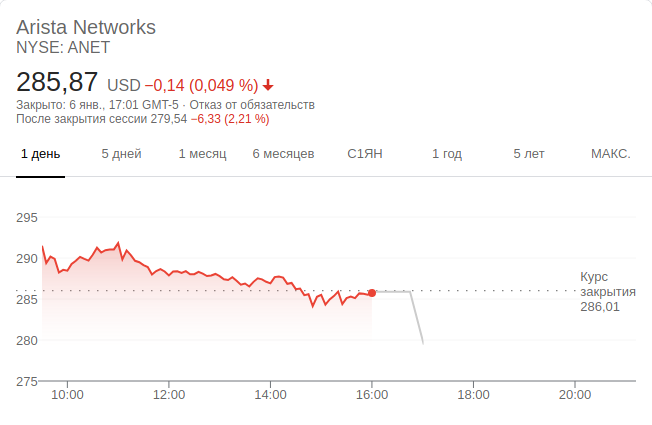 Arista Networks
NYSE: ANET
285,87 USD −0,14 (0,049 %)
Закрыто: 6 янв., 17:01 GMT-5 · Отказ от обязательств
После закрытия сессии 279,54 −6,33 (2,21 %)
1 день 5 дней 1 месяц 6 месяцев С1ЯН 1 год 5 лет МАКС.
295
290
285
280
275
Курс
закрытия
286,01
10:00 12:00 14:00 16:00 18:00 20:00